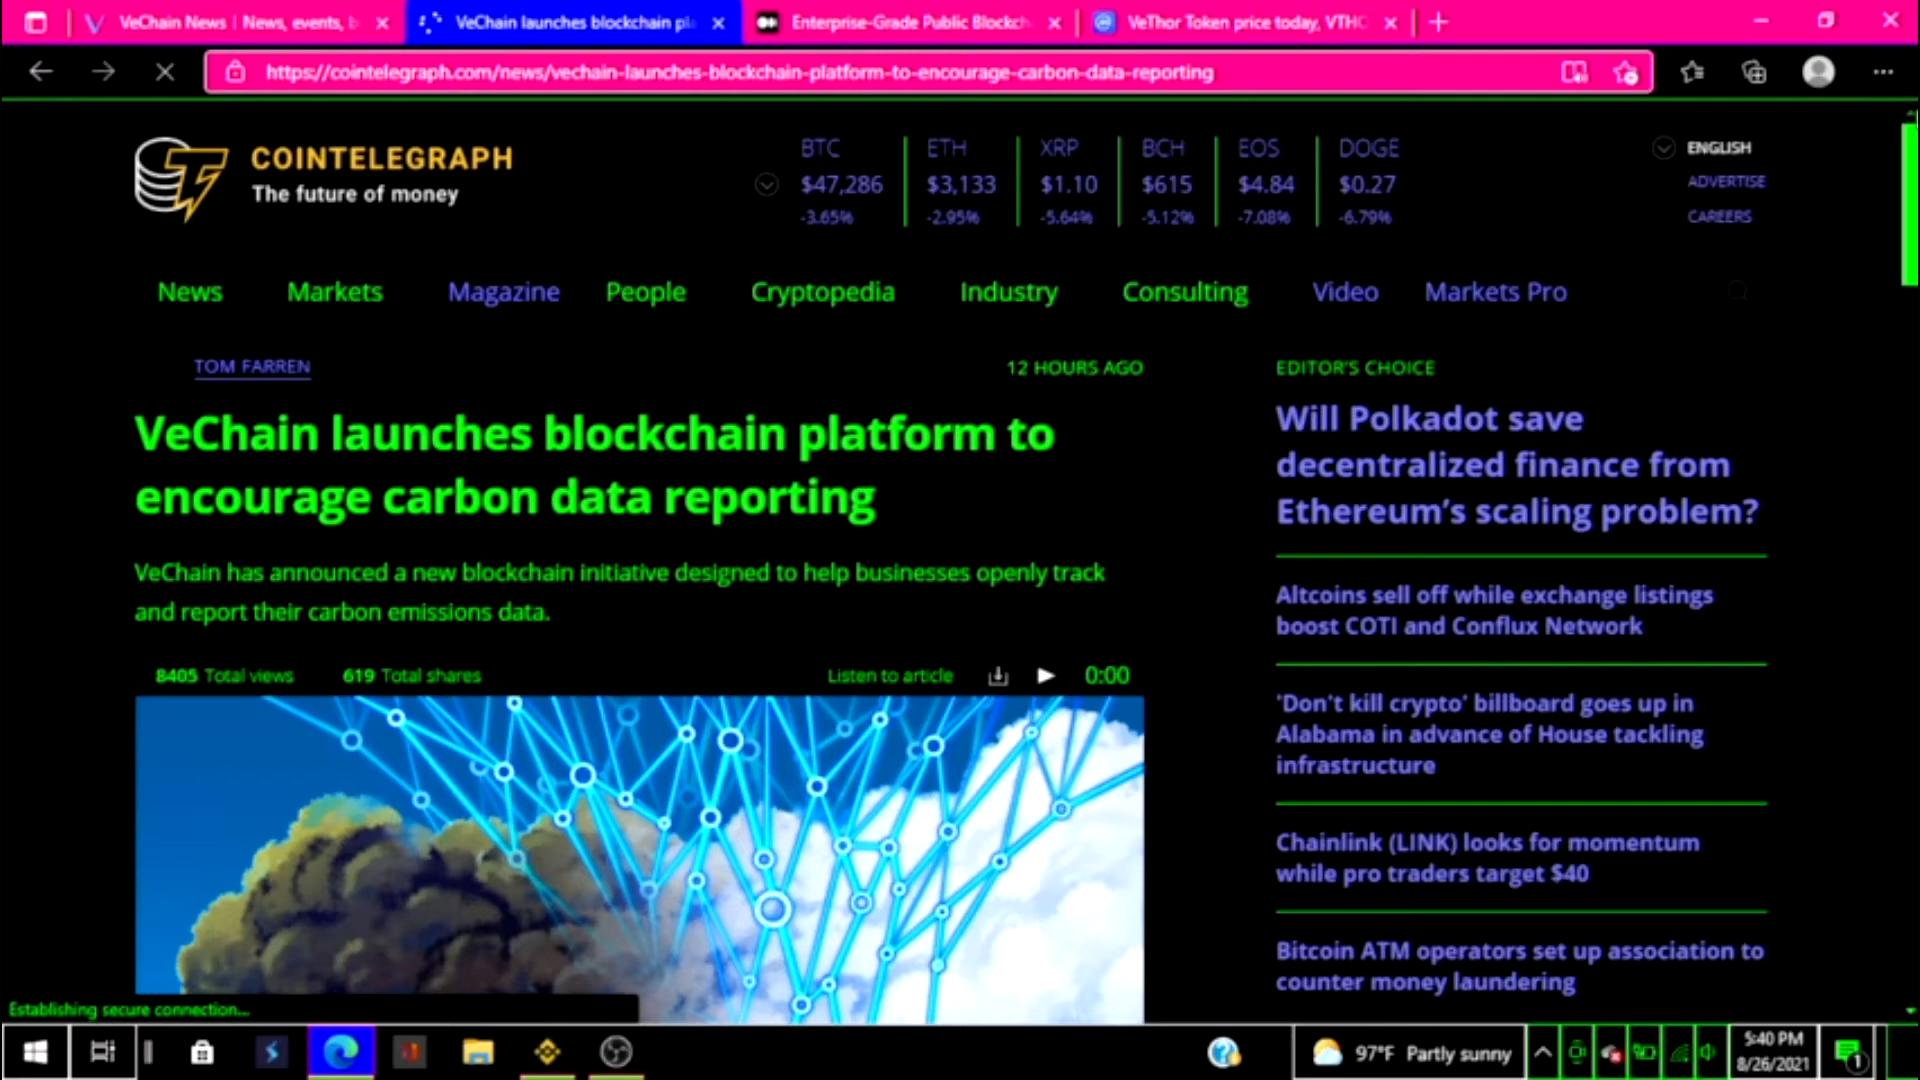 VeChain News | News, events, b
VeChain launches blockchain pl
Enterprise-Grade Public Blockch
VeThor Token price today, VTHO
https://cointelegraph.com/news/vechain-launches-blockchain-platform-to-encourage-carbon-data-reporting
COINTELEGRAPH
The future of money
BTC ETH XRP BCH EOS DOGE
$47,286 $3,133 $1.10 $615 $4.84 $0.27
-3.65% -2.95% -5.64% -5.12% -7.08% -6.79%
ENGLISH
ADVERTISE
CAREERS
News Markets Magazine People Cryptopedia Industry Consulting Video Markets Pro
TOM FARREN
12 HOURS AGO
VeChain launches blockchain platform to
encourage carbon data reporting
VeChain has announced a new blockchain initiative designed to help businesses openly track
and report their carbon emissions data.
8405 Total views 619 Total shares
Listen to article 0:00
EDITOR'S CHOICE
Will Polkadot save
decentralized finance from
Ethereum’s scaling problem?
Altcoins sell off while exchange listings
boost COTI and Conflux Network
'Don't kill crypto' billboard goes up in
Alabama in advance of House tackling
infrastructure
Chainlink (LINK) looks for momentum
while pro traders target $40
Bitcoin ATM operators set up association to
counter money laundering
Establishing secure connection...
97°F Partly sunny
5:40 PM
8/26/2021
1